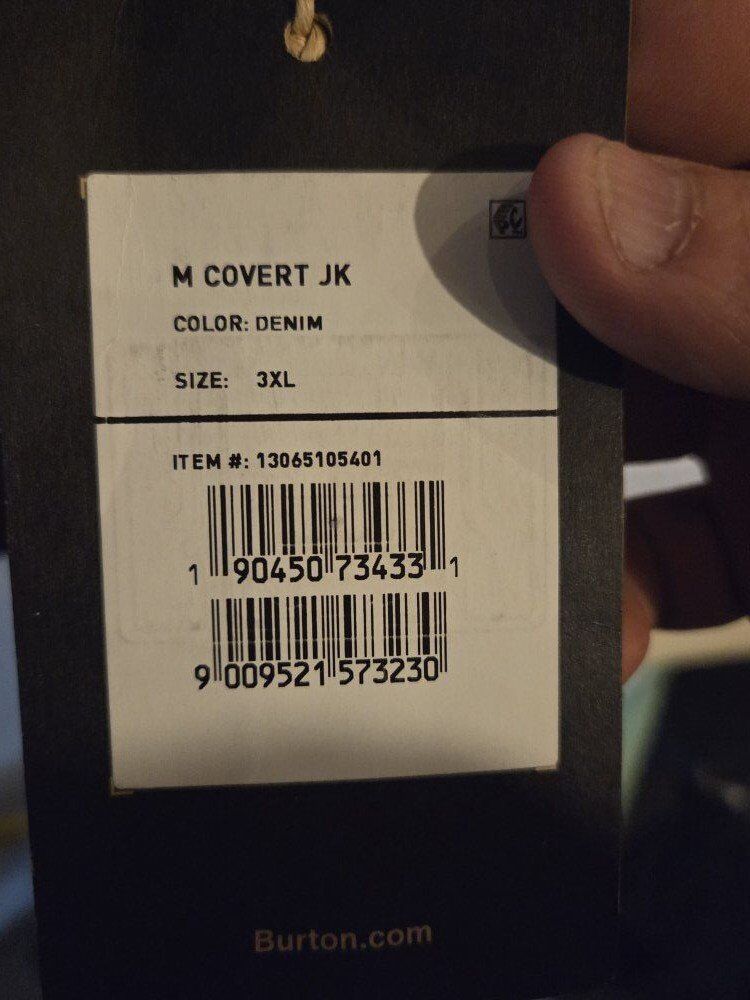 M COVERT JK
COLOR: DENIM
SIZE: 3XL
ITEM #: 13065105401
1 90450 73433 1
9 009521 573230
Burton.com